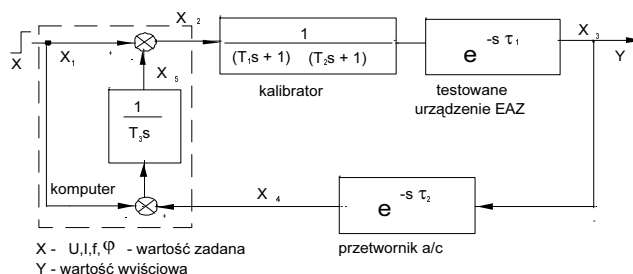 X
X₁
X₂
1
(T₁s + 1) (T₂s + 1)
kalibrator
e^-s τ₁
testowane
urządzenie EAZ
X₃
Y
+
-
X₅
1
T₃s
komputer
-
+
X₄
e^-s τ₂
przetwornik a/c
X - U,I,f,φ - wartość zadana
Y - wartość wyjściowa